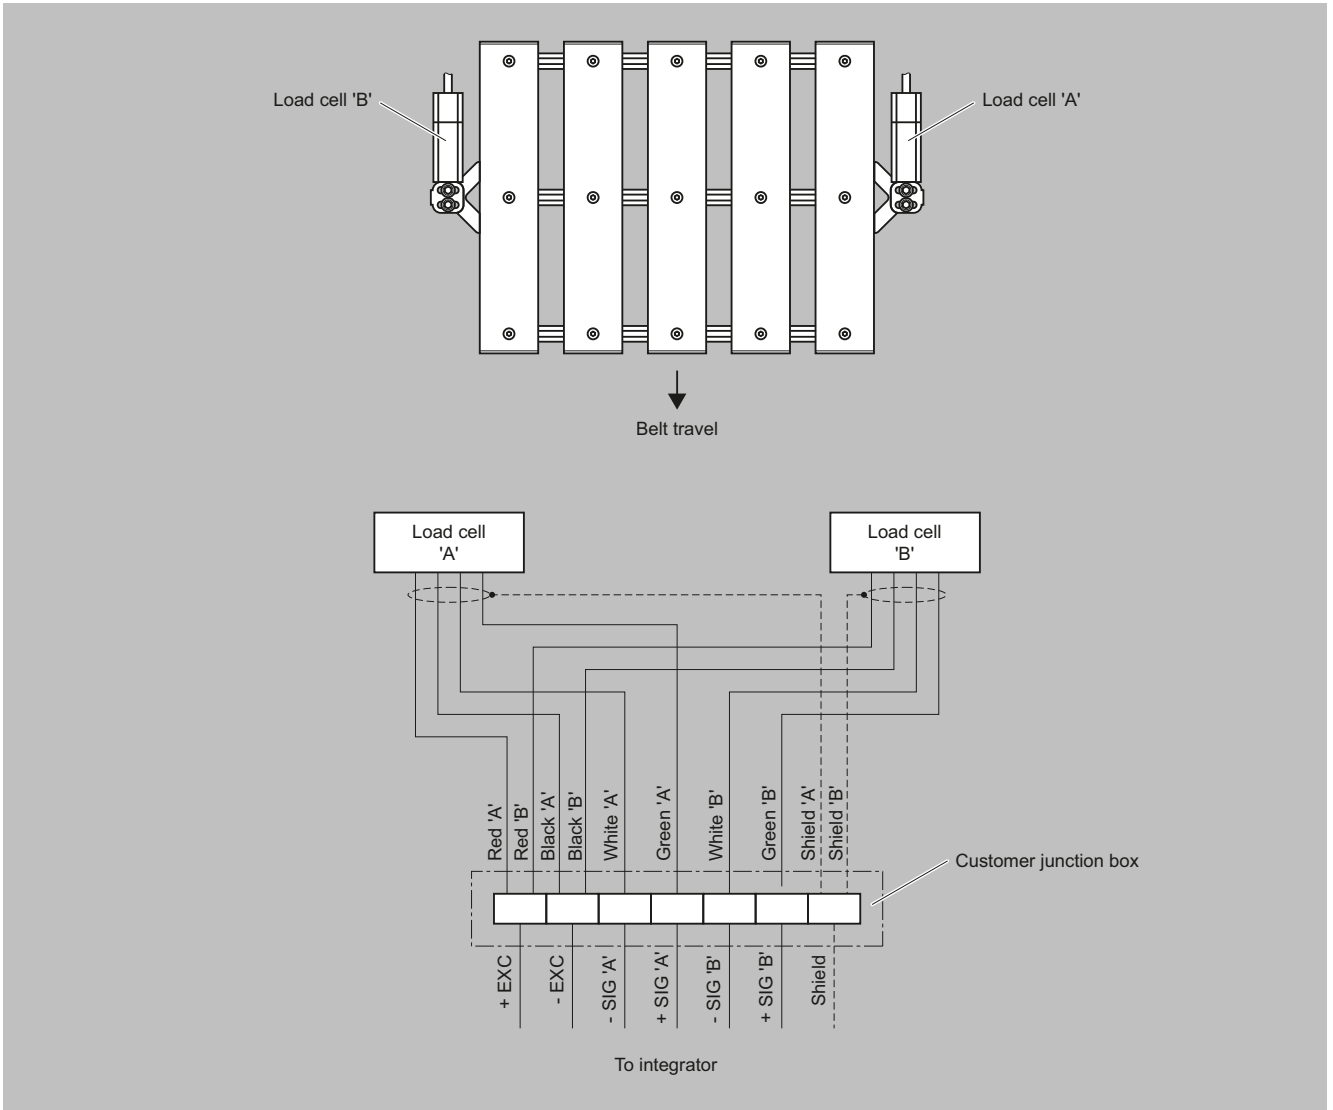 Load cell 'B'
Load cell 'A'
Belt travel
Load cell
'A'
Load cell
'B'
Red 'A'
Red 'B'
Black 'A'
Black 'B'
White 'A'
Green 'A'
White 'B'
Green 'B'
Shield 'A'
Shield 'B'
Customer junction box
+ EXC
- EXC
- SIG 'A'
+ SIG 'A'
- SIG 'B'
+ SIG 'B'
Shield
To integrator